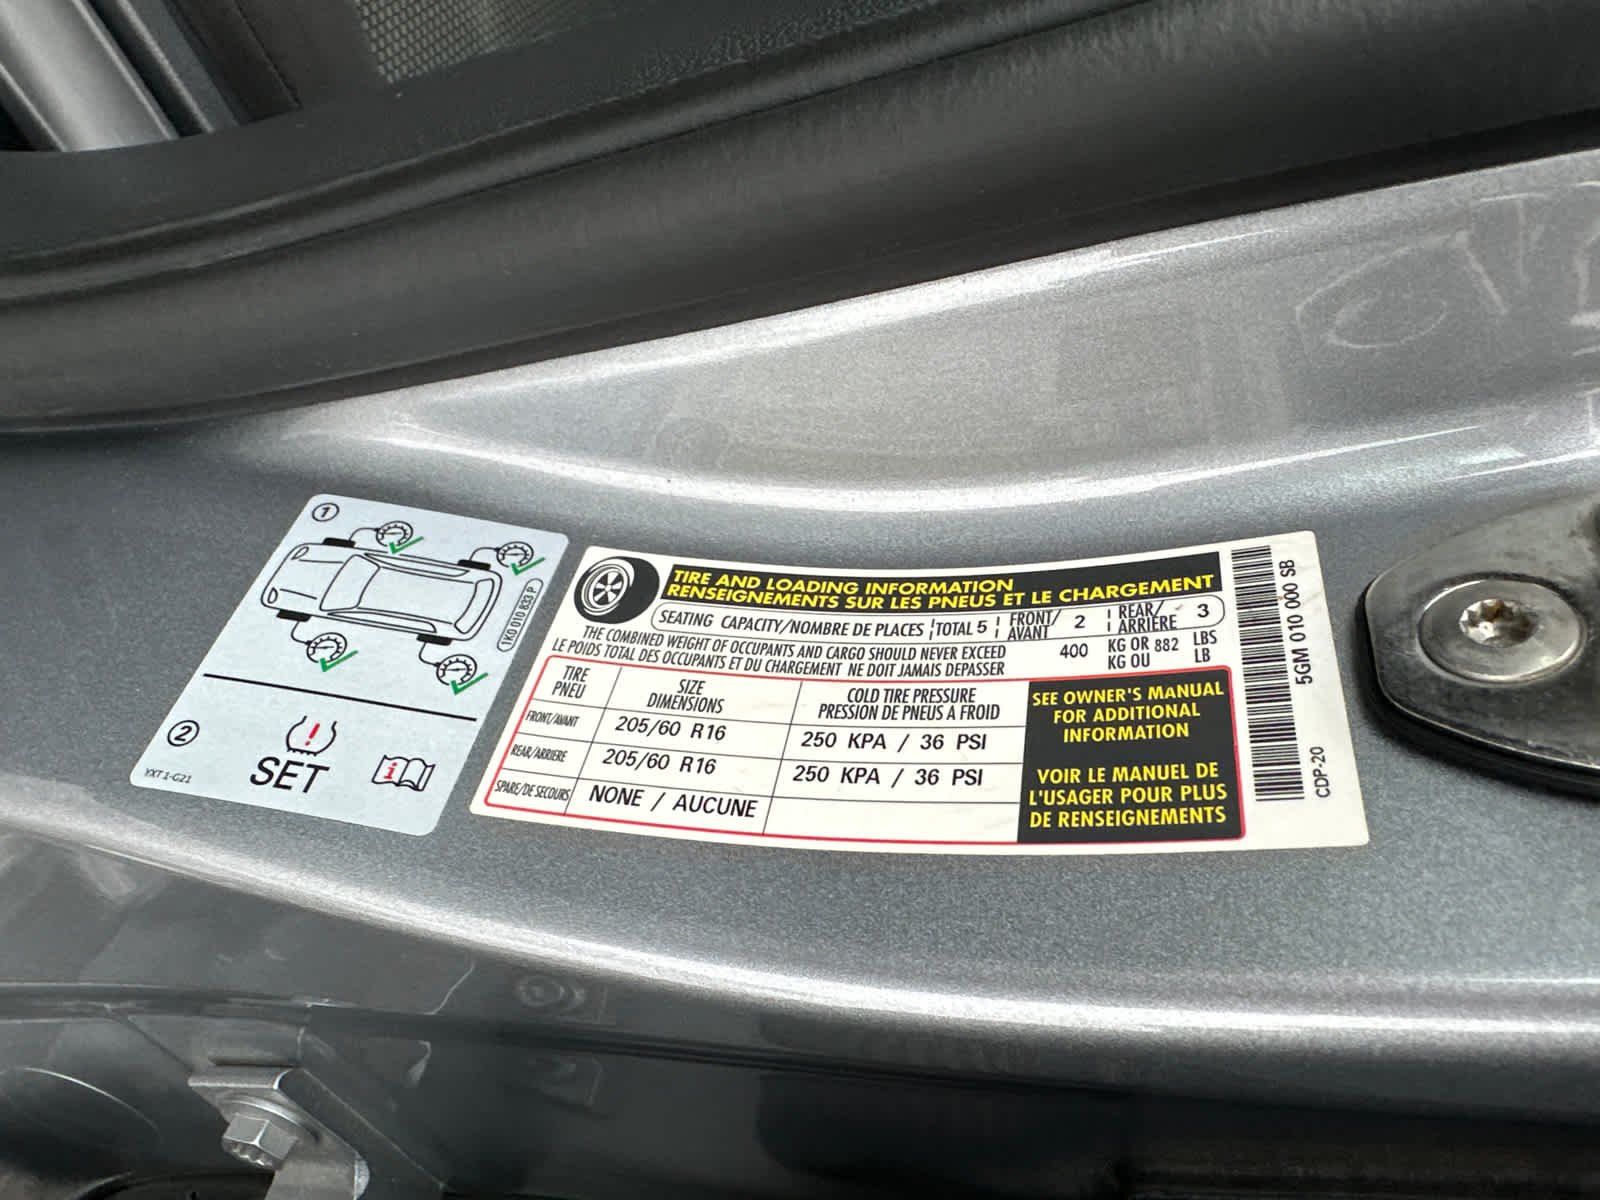 1
1K0 010 833 P
2
SET
i
YXT 1-G21
TIRE AND LOADING INFORMATION
RENSEIGNEMENTS SUR LES PNEUS ET LE CHARGEMENT
SEATING CAPACITY/NOMBRE DE PLACES TOTAL 5 FRONT/AVANT 2 REAR/ARRIÈRE 3
THE COMBINED WEIGHT OF OCCUPANTS AND CARGO SHOULD NEVER EXCEED 400 KG OR 882 LBS
LE POIDS TOTAL DES OCCUPANTS ET DU CHARGEMENT NE DOIT JAMAIS DEPASSER KG OU LB
TIRE PNEU SIZE DIMENSIONS COLD TIRE PRESSURE PRESSION DE PNEUS A FROID
FRONT/AVANT 205/60 R16 250 KPA / 36 PSI
REAR/ARRIERE 205/60 R16 250 KPA / 36 PSI
SPARE/DE SECOURS NONE / AUCUNE
SEE OWNER'S MANUAL
FOR ADDITIONAL
INFORMATION
VOIR LE MANUEL DE
L'USAGER POUR PLUS
DE RENSEIGNEMENTS
5GM 010 000 SB
CDP-20